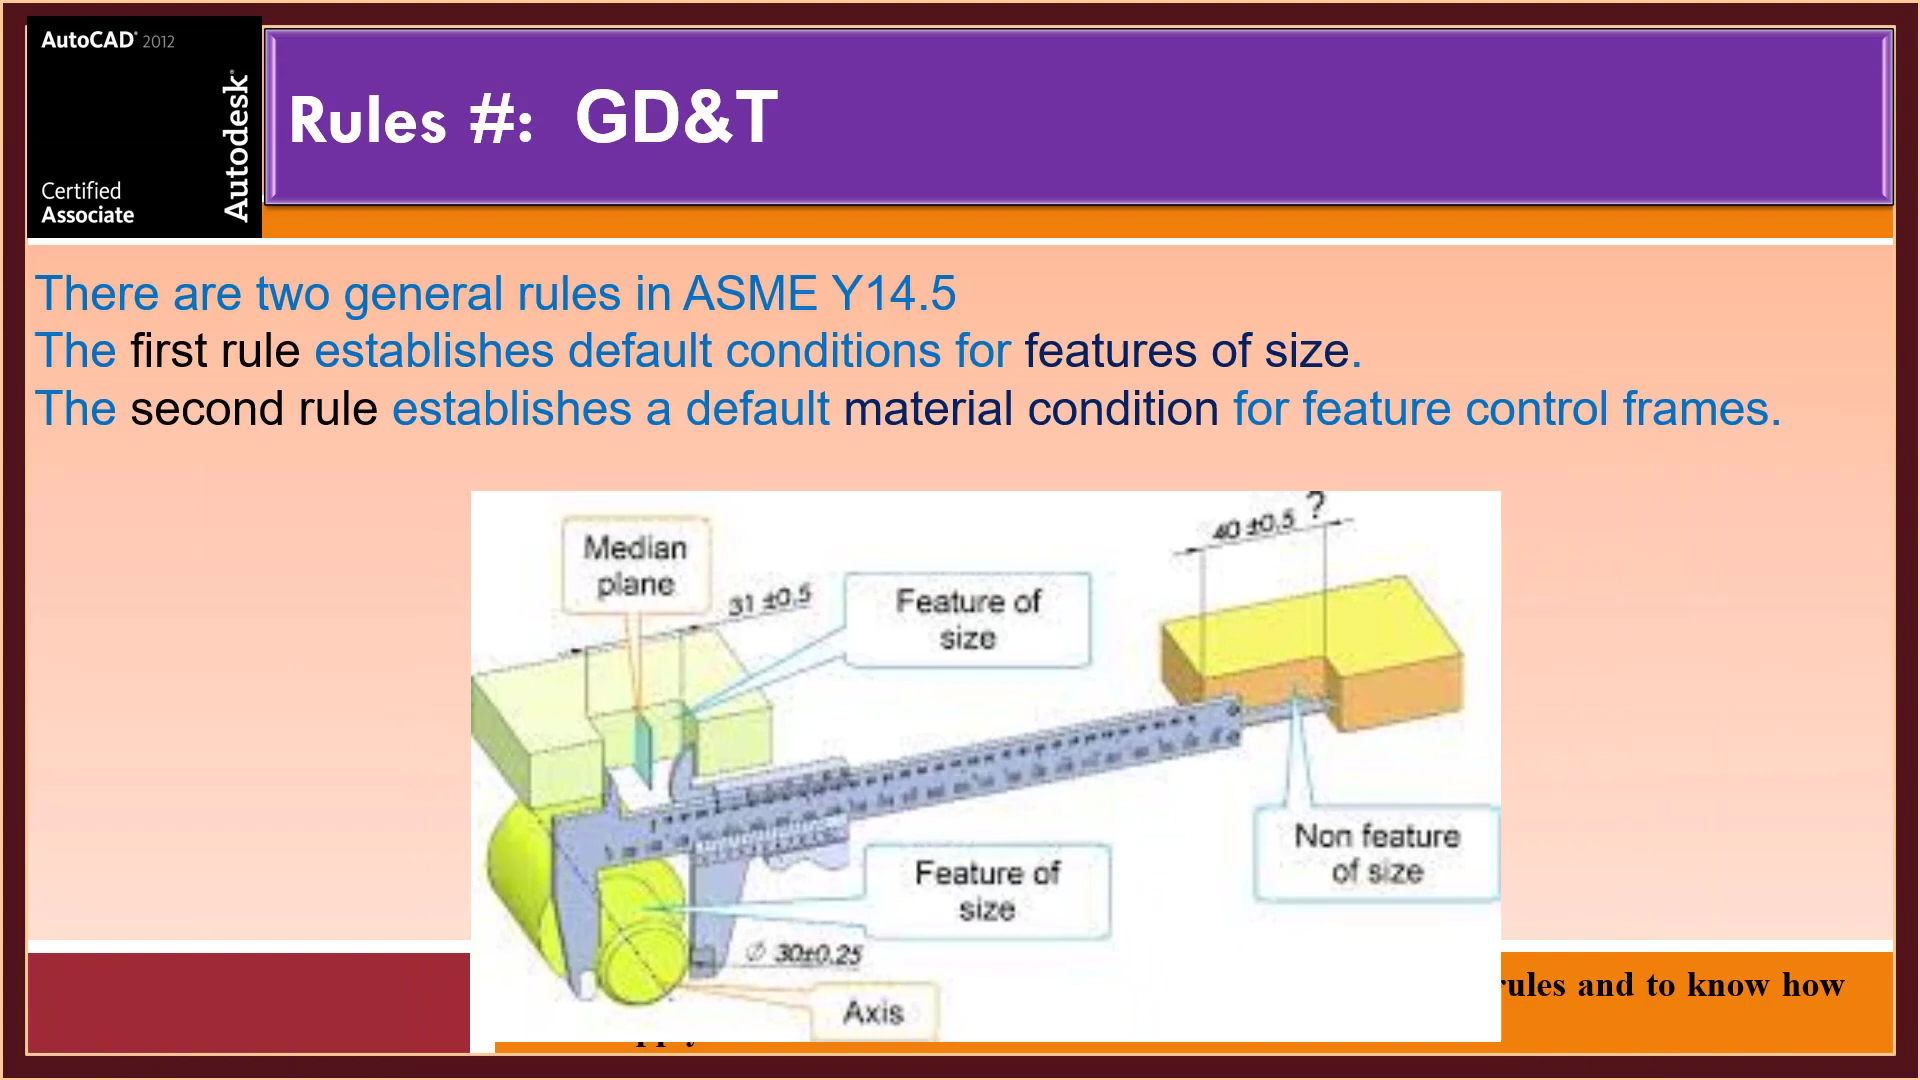 AutoCAD® 2012
Autodesk®
Certified
Associate
Rules #: GD&T
There are two general rules in ASME Y14.5
The first rule establishes default conditions for features of size.
The second rule establishes a default material condition for feature control frames.
Median
plane
31 ±0,5
Feature of
size
40 ±0,5 ?
Non feature
of size
Feature of
size
∅ 30±0,25
Axis
rules and to know how